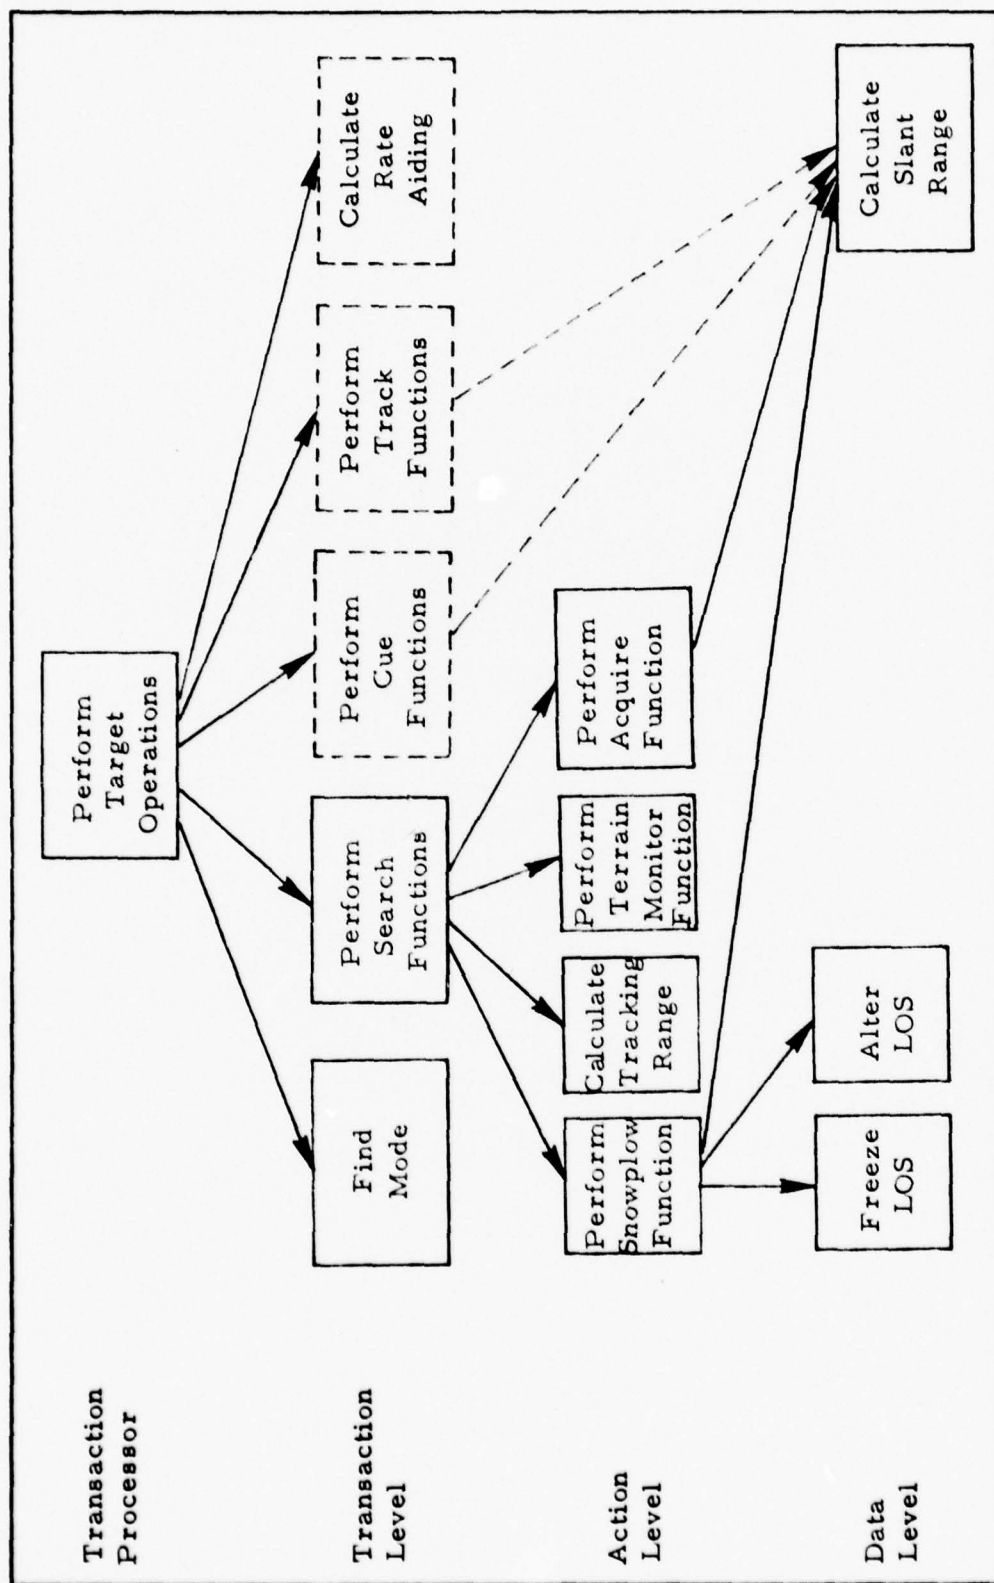 Transaction
Processor
Perform
Target
Operations
Transaction
Level
Find
Mode
Perform
Search
Functions
Perform
Cue
Functions
Perform
Track
Functions
Calculate
Rate
Aiding
Action
Level
Perform
Snowplow
Function
Calculate
Tracking
Range
Perform
Terrain
Monitor
Function
Perform
Acquire
Function
Data
Level
Freeze
LOS
Alter
LOS
Calculate
Slant
Range